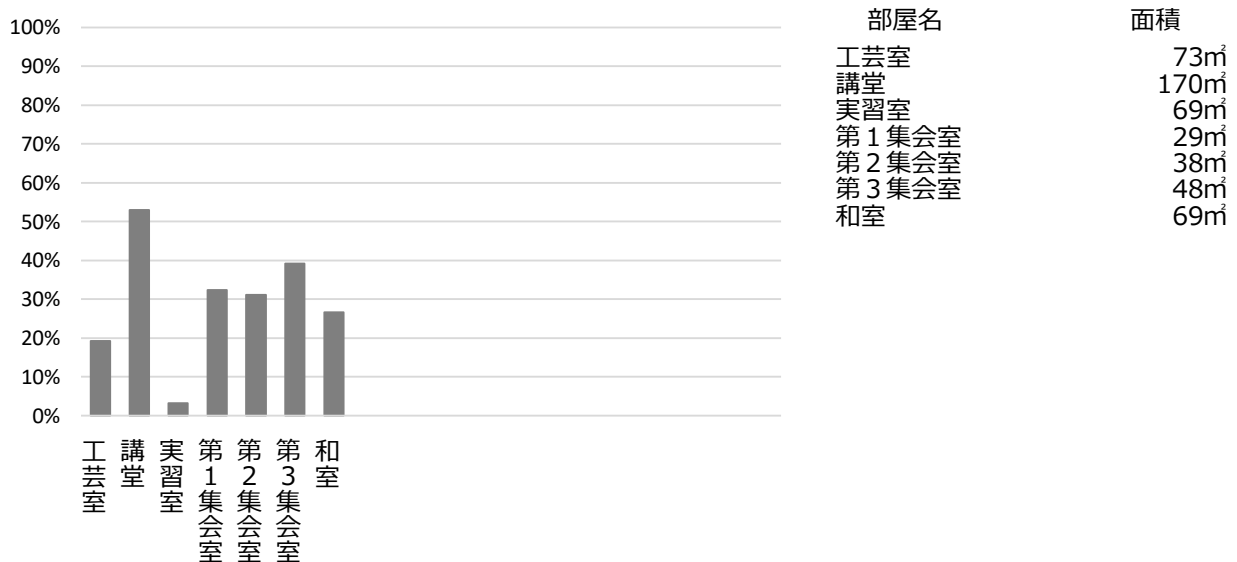 100%
90%
80%
70%
60%
50%
40%
30%
20%
10%
0%
工芸室
講堂
実習室
第1集会室
第2集会室
第3集会室
和室
部屋名 面積
工芸室 73㎡
講堂 170㎡
実習室 69㎡
第１集会室 29㎡
第２集会室 38㎡
第３集会室 48㎡
和室 69㎡